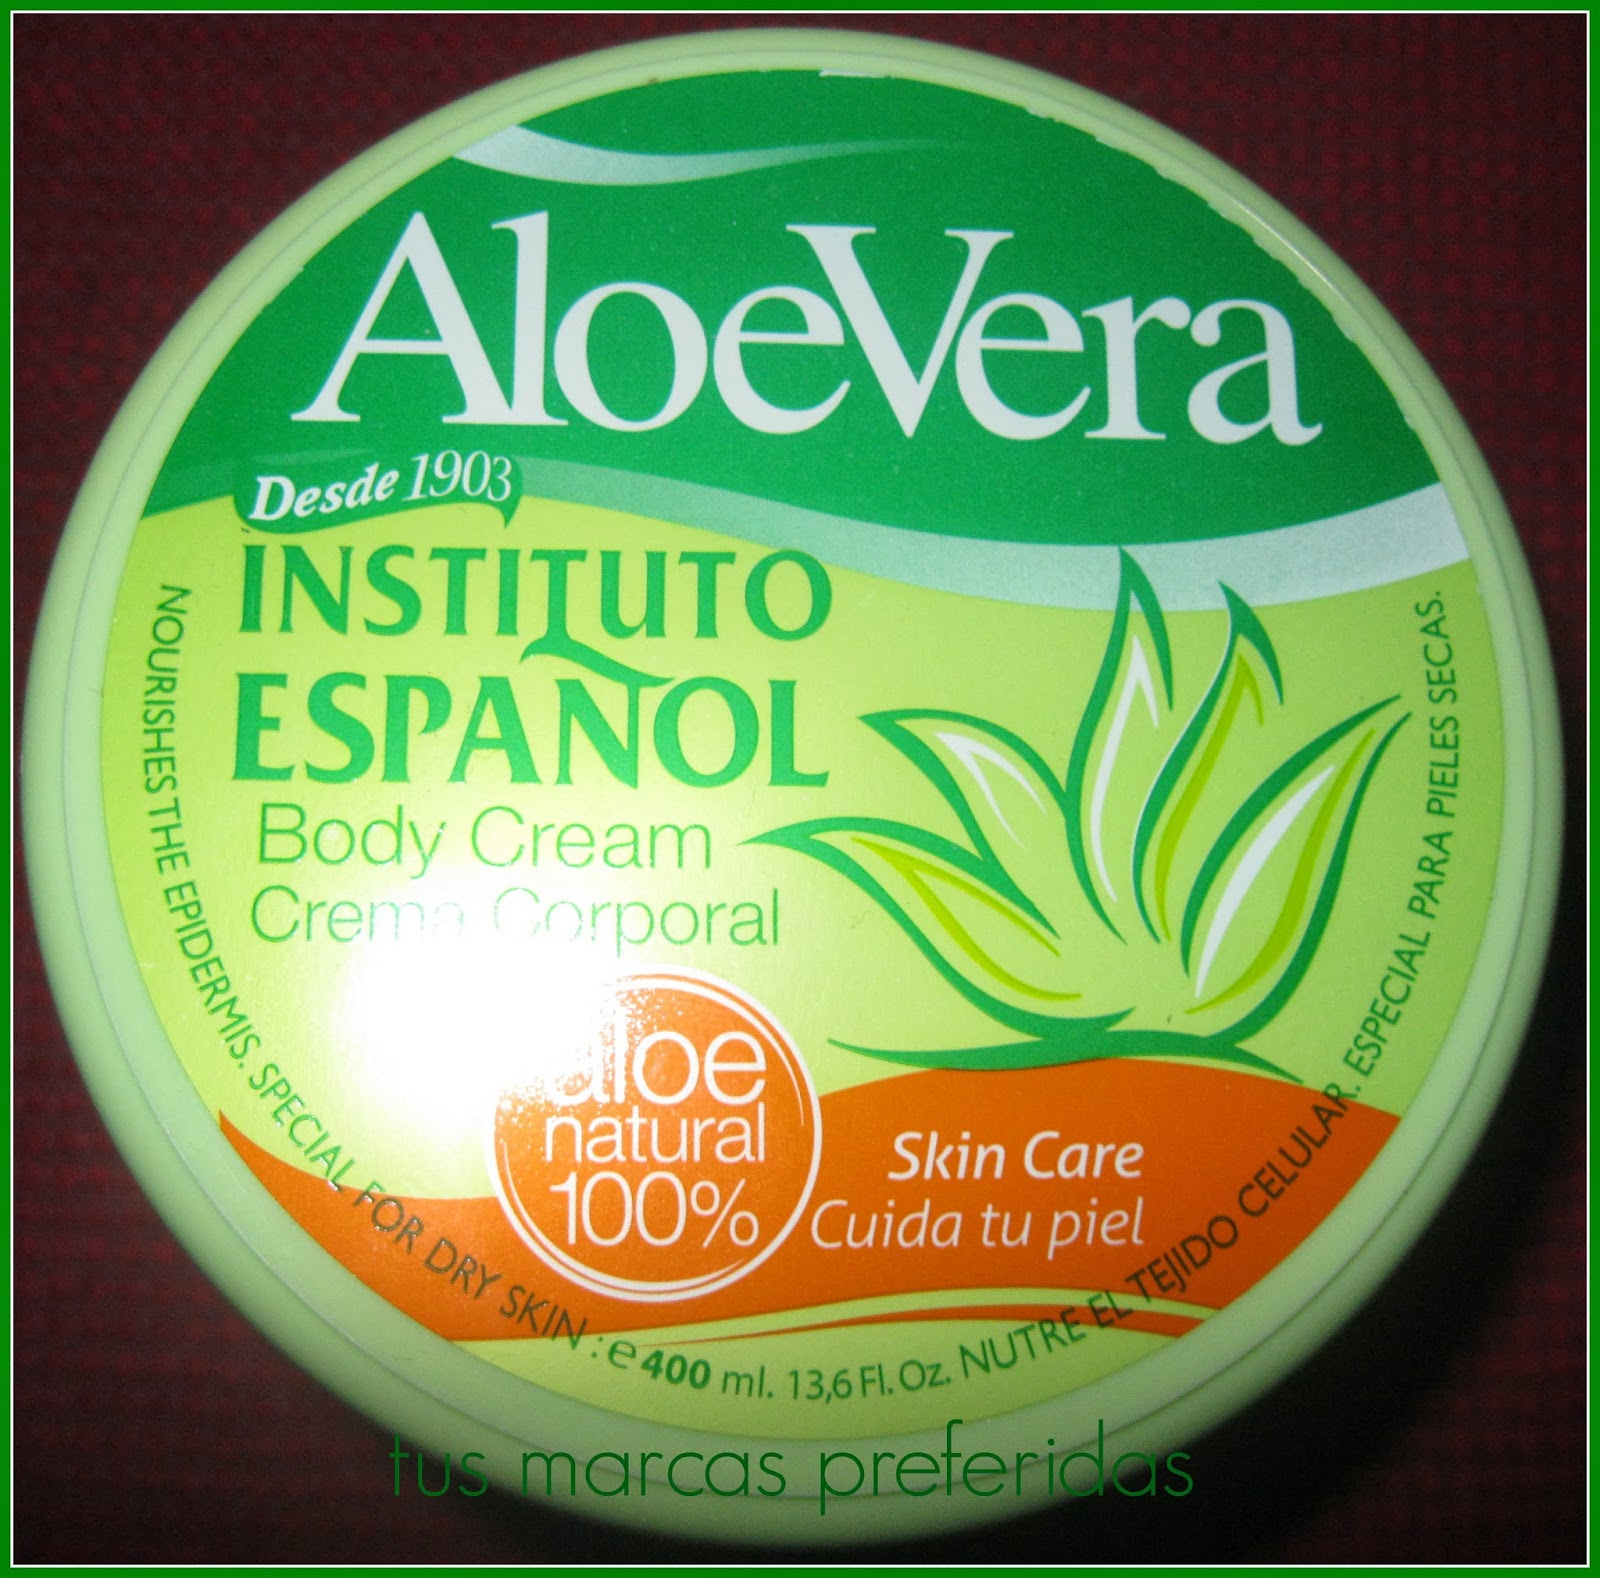 AloeVera
Desde 1903
INSTITUTO
ESPAÑOL
Body Cream
Crema Corporal
aloe
natural
100%
Skin Care
Cuida tu piel
NOURISHES THE EPIDERMIS. SPECIAL FOR DRY SKIN : e 400 ml. 13,6 Fl. Oz. NUTRE EL TEJIDO CELULAR. ESPECIAL PARA PIELES SECAS.
tus marcas preferidas